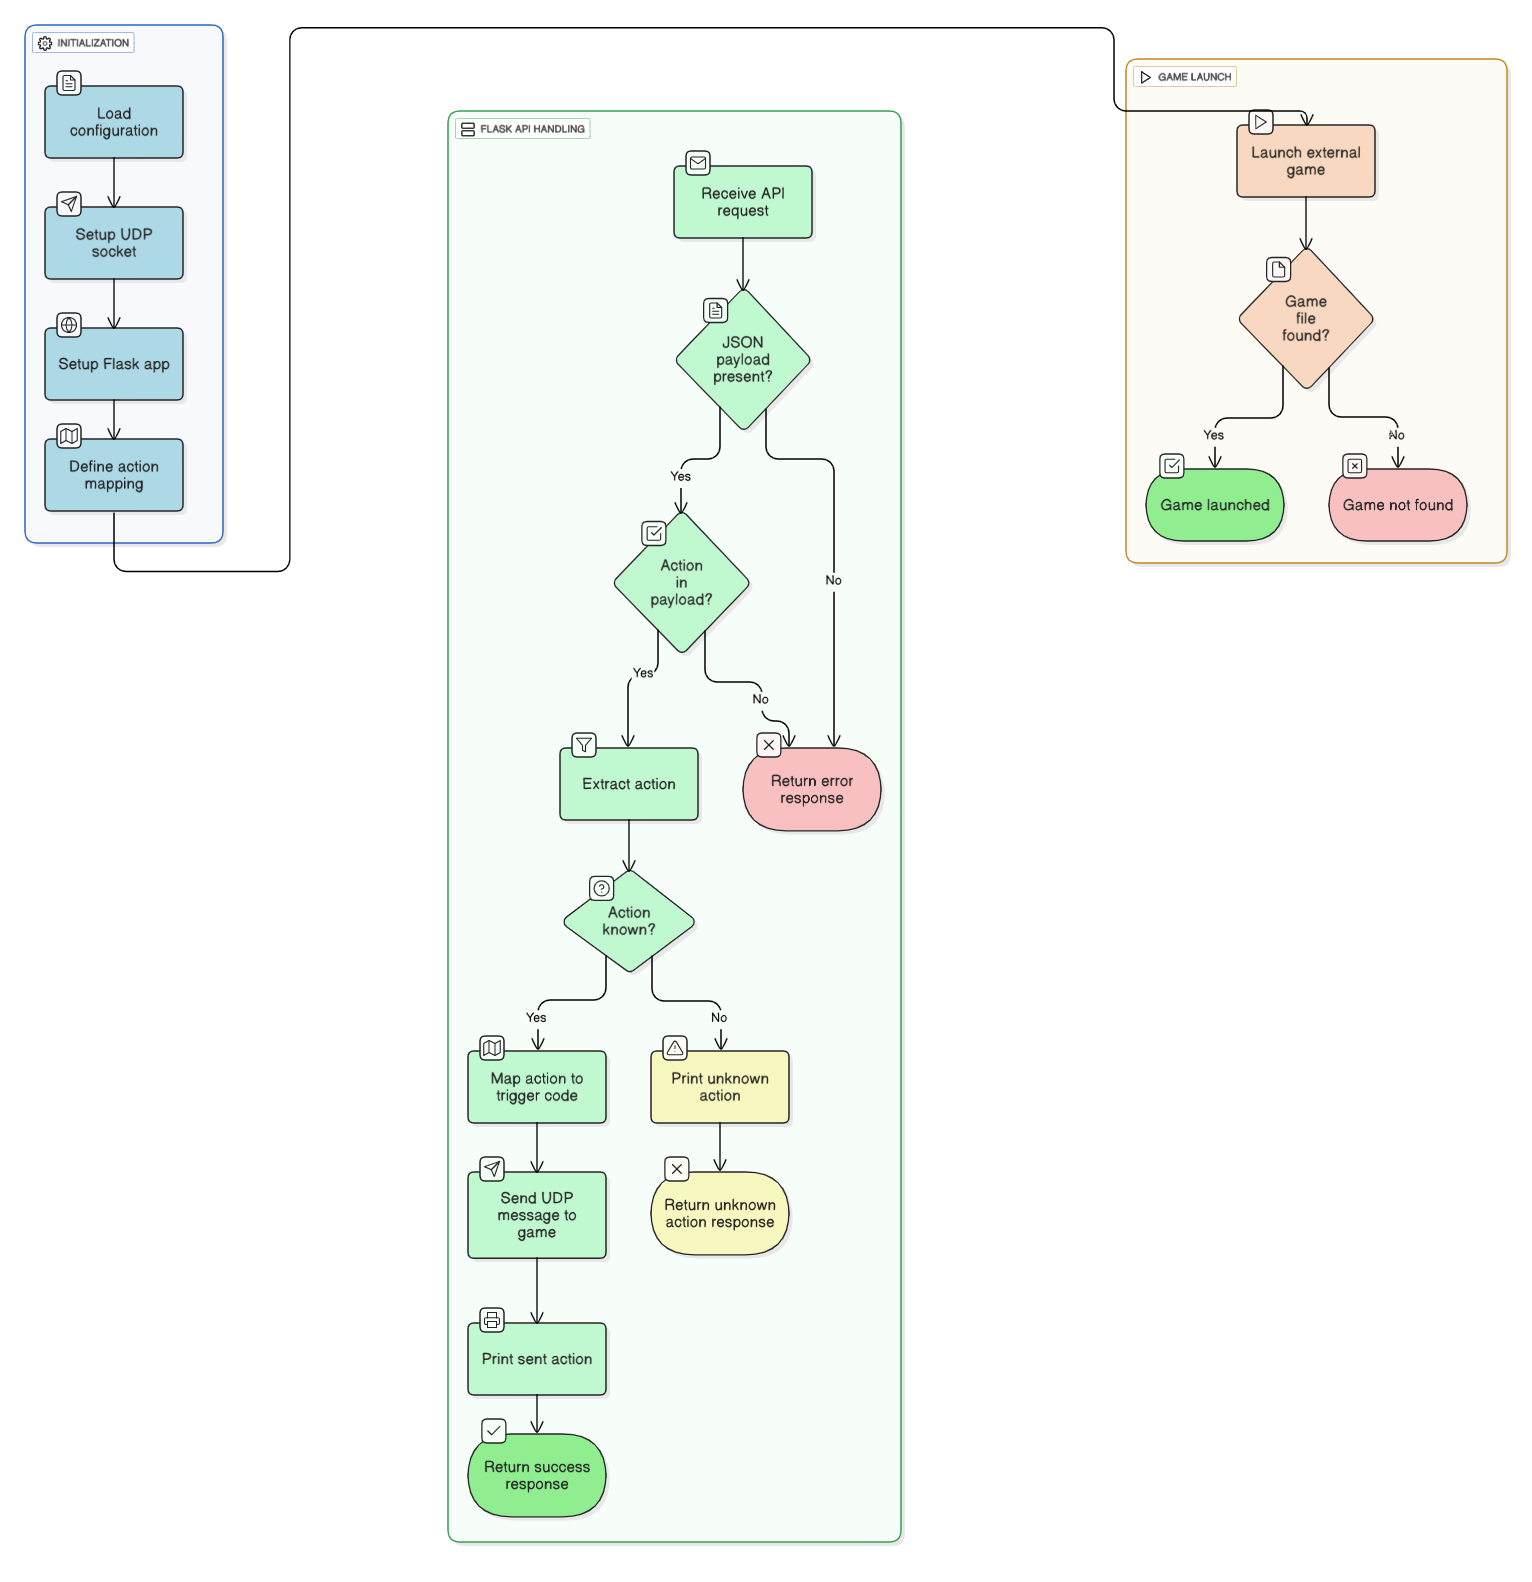 INITIALIZATION
Load
configuration
Setup UDP
socket
Setup Flask app
Define action
mapping
FLASK API HANDLING
Receive API
request
JSON
payload
present?
Yes
No
Action
in
payload?
Yes
No
Extract action
Return error
response
Action
known?
Yes
No
Map action to
trigger code
Print unknown
action
Send UDP
message to
game
Return unknown
action response
Print sent action
Return success
response
GAME LAUNCH
Launch external
game
Game
file
found?
Yes
No
Game launched
Game not found